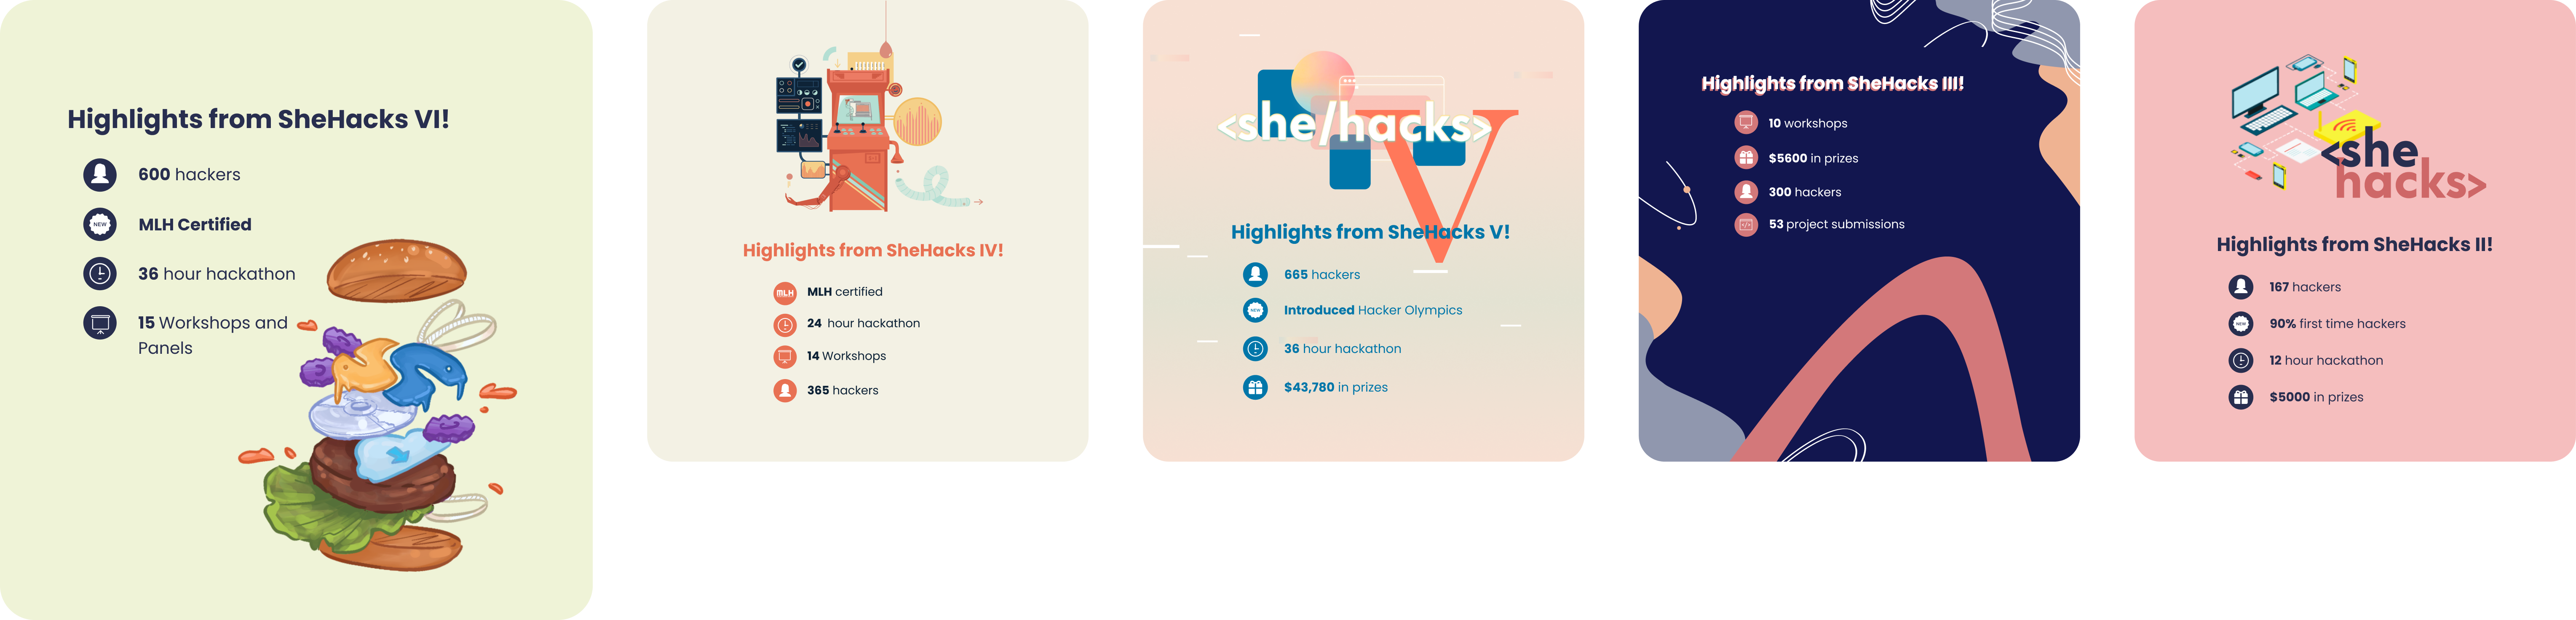 Highlights from SheHacks VI!
600 hackers
NEW
MLH Certified
36 hour hackathon
15 Workshops and
Panels
Highlights from SheHacks IV!
MLH
MLH certified
24 hour hackathon
14 Workshops
365 hackers
<she/hacks>
V
Highlights from SheHacks V!
665 hackers
NEW
Introduced Hacker Olympics
36 hour hackathon
$43,780 in prizes
Highlights from SheHacks III!
10 workshops
$5600 in prizes
300 hackers
53 project submissions
<she
hacks>
Highlights from SheHacks II!
167 hackers
NEW
90% first time hackers
12 hour hackathon
$5000 in prizes